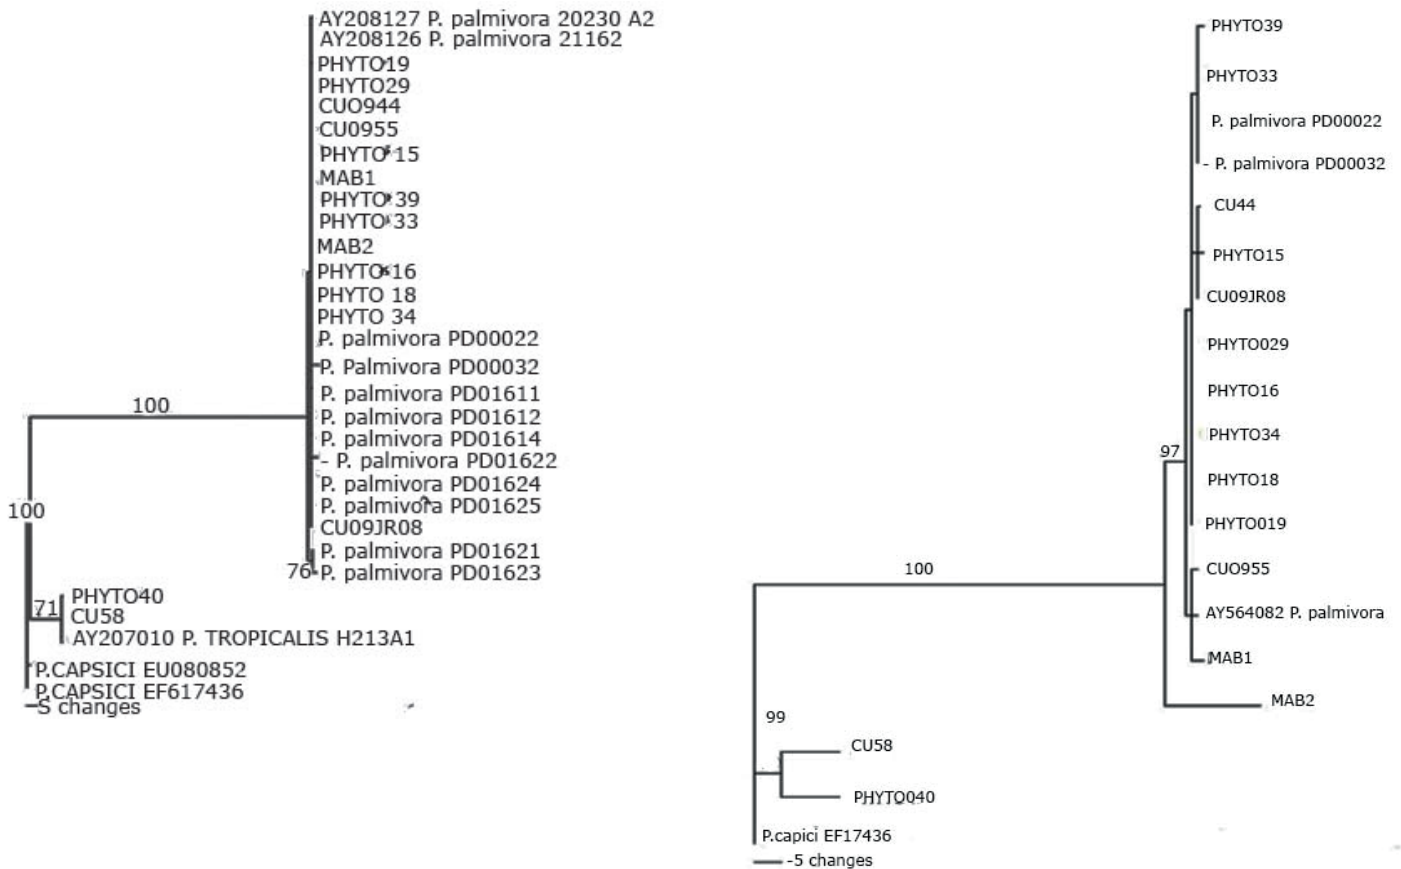 AY208127 P. palmivora 20230 A2
AY208126 P. palmivora 21162
PHYTO19
PHYTO29
CUO944
CU0955
PHYTO 15
MAB1
PHYTO 39
PHYTO 33
MAB2
PHYTO 16
PHYTO 18
PHYTO 34
P. palmivora PD00022
P. Palmivora PD00032
P. palmivora PD01611
P. palmivora PD01612
P. palmivora PD01614
- P. palmivora PD01622
P. palmivora PD01624
P. palmivora PD01625
CU09JR08
P. palmivora PD01621
76
P. palmivora PD01623
100
100
PHYTO40
71
CU58
AY207010 P. TROPICALIS H213A1
P.CAPSICI EU080852
P.CAPSICI EF617436
S changes
PHYTO39
PHYTO33
P. palmivora PD00022
- P. palmivora PD00032
CU44
PHYTO15
CU09JR08
PHYTO029
PHYTO16
PHYTO34
97
PHYTO18
PHYTO019
CUO955
100
AY564082 P. palmivora
MAB1
MAB2
99
CU58
PHYTO040
P.capici EF17436
-5 changes